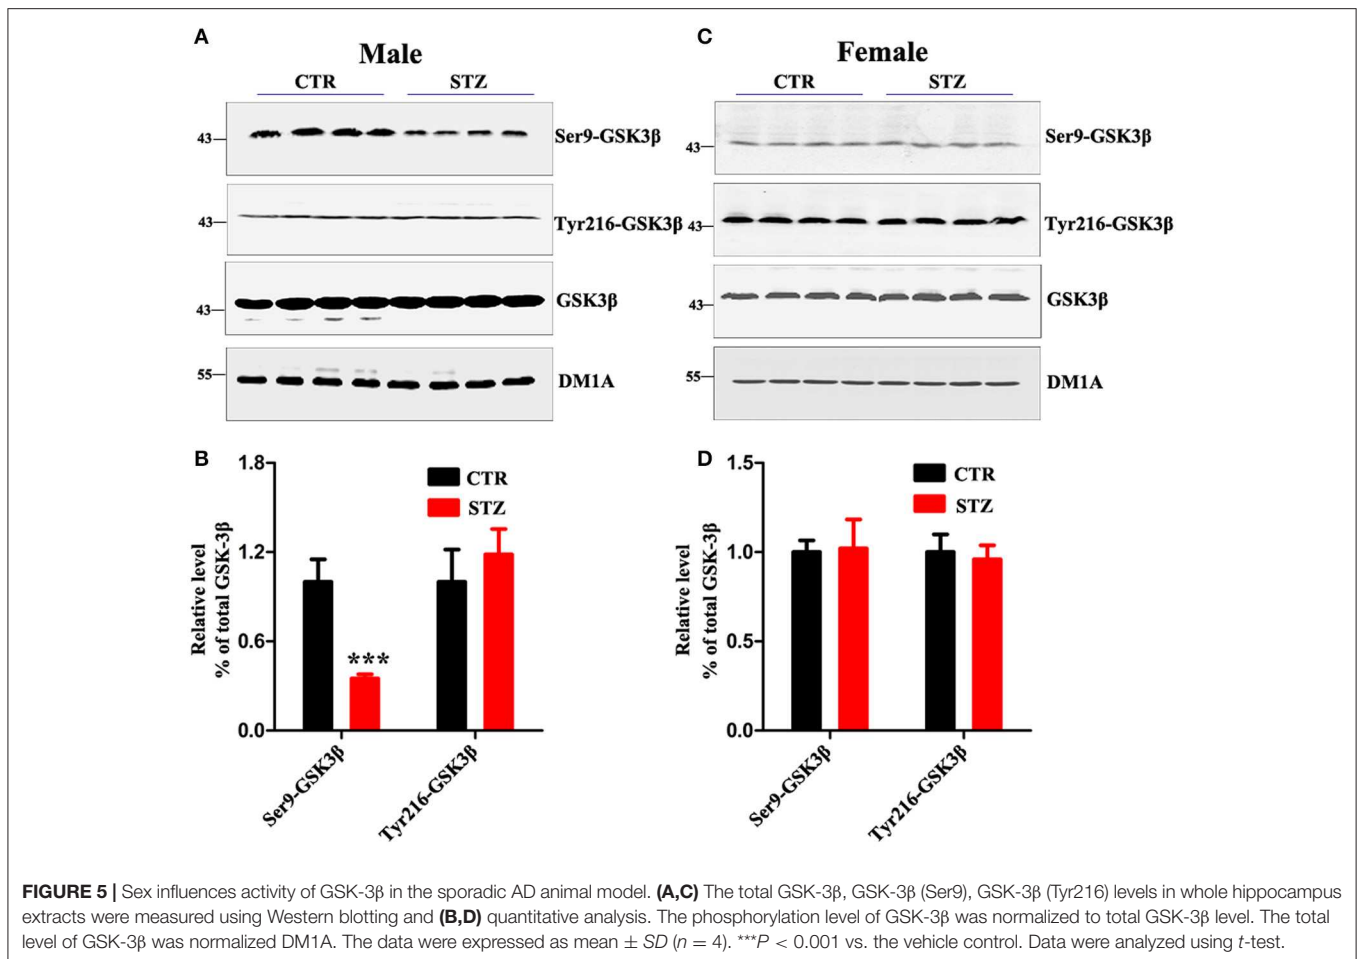 A
Male
CTR STZ
43
Ser9-GSK3β
43
Tyr216-GSK3β
43
GSK3β
55
DM1A
C
Female
CTR STZ
43
Ser9-GSK3β
43
Tyr216-GSK3β
43
GSK3β
55
DM1A
B
1.8
1.2
0.6
0.0
Relative level
% of total GSK-3β
CTR
STZ
***
Ser9-GSK3β
Tyr216-GSK3β
D
1.5
1.0
0.5
0.0
Relative level
% of total GSK-3β
CTR
STZ
Ser9-GSK3β
Tyr216-GSK3β
FIGURE 5 | Sex influences activity of GSK-3β in the sporadic AD animal model. (A,C) The total GSK-3β, GSK-3β (Ser9), GSK-3β (Tyr216) levels in whole hippocampus
extracts were measured using Western blotting and (B,D) quantitative analysis. The phosphorylation level of GSK-3β was normalized to total GSK-3β level. The total
level of GSK-3β was normalized DM1A. The data were expressed as mean ± SD (n = 4). ***P < 0.001 vs. the vehicle control. Data were analyzed using t-test.